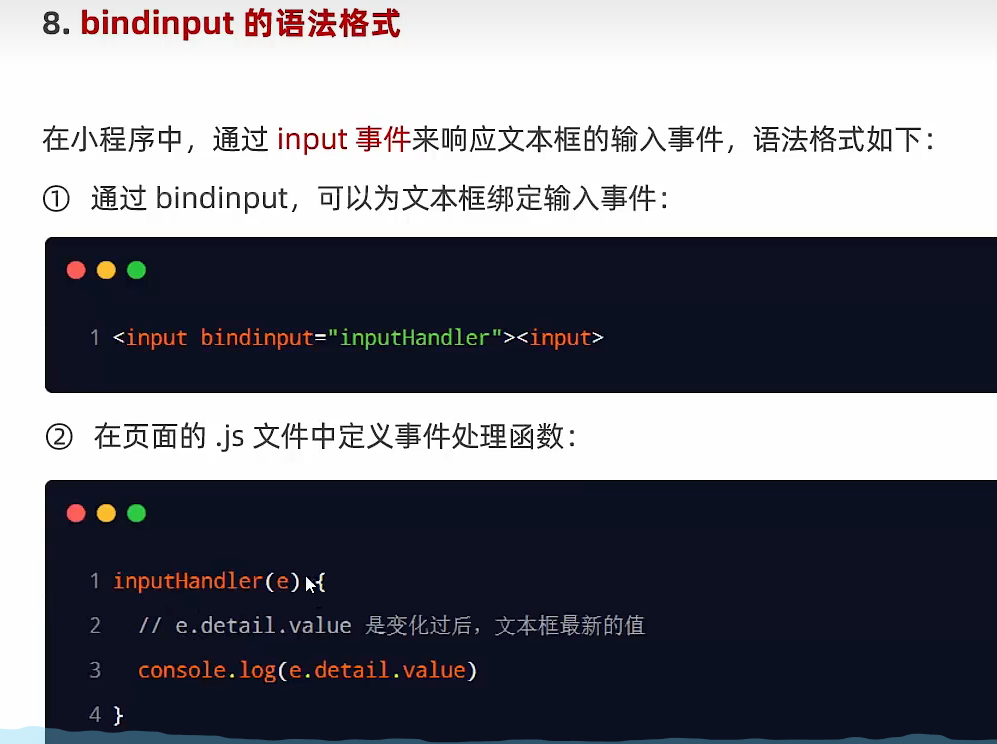 8. bindinput 的语法格式
在小程序中，通过 input 事件来响应文本框的输入事件，语法格式如下：
① 通过 bindinput，可以为文本框绑定输入事件：
1 <input bindinput="inputHandler"><input>
② 在页面的 .js 文件中定义事件处理函数：
1 inputHandler(e) {
2 // e.detail.value 是变化过后，文本框最新的值
3 console.log(e.detail.value)
4 }